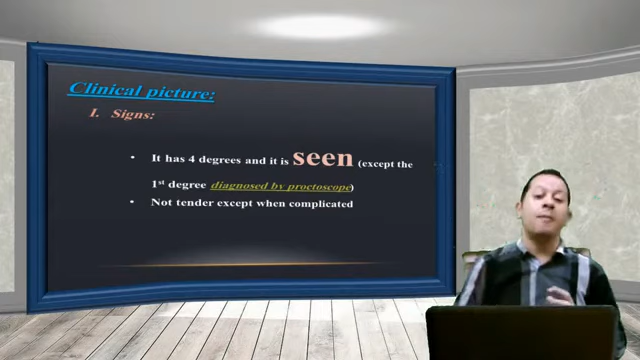 Clinical picture:
I. Signs:
• It has 4 degrees and it is seen (except the
1st degree diagnosed by proctoscope)
• Not tender except when complicated